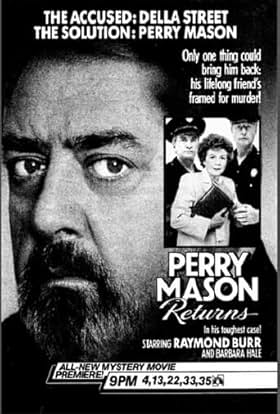 THE ACCUSED: DELLA STREET
THE SOLUTION: PERRY MASON
Only one thing could
bring him back:
his lifelong friend's
framed for murder!
PERRY
MASON
Returns
In his toughest case!
STARRING RAYMOND BURR
AND BARBARA HALE
ALL-NEW MYSTERY MOVIE
PREMIERE!
9PM 4,13,22,33,35